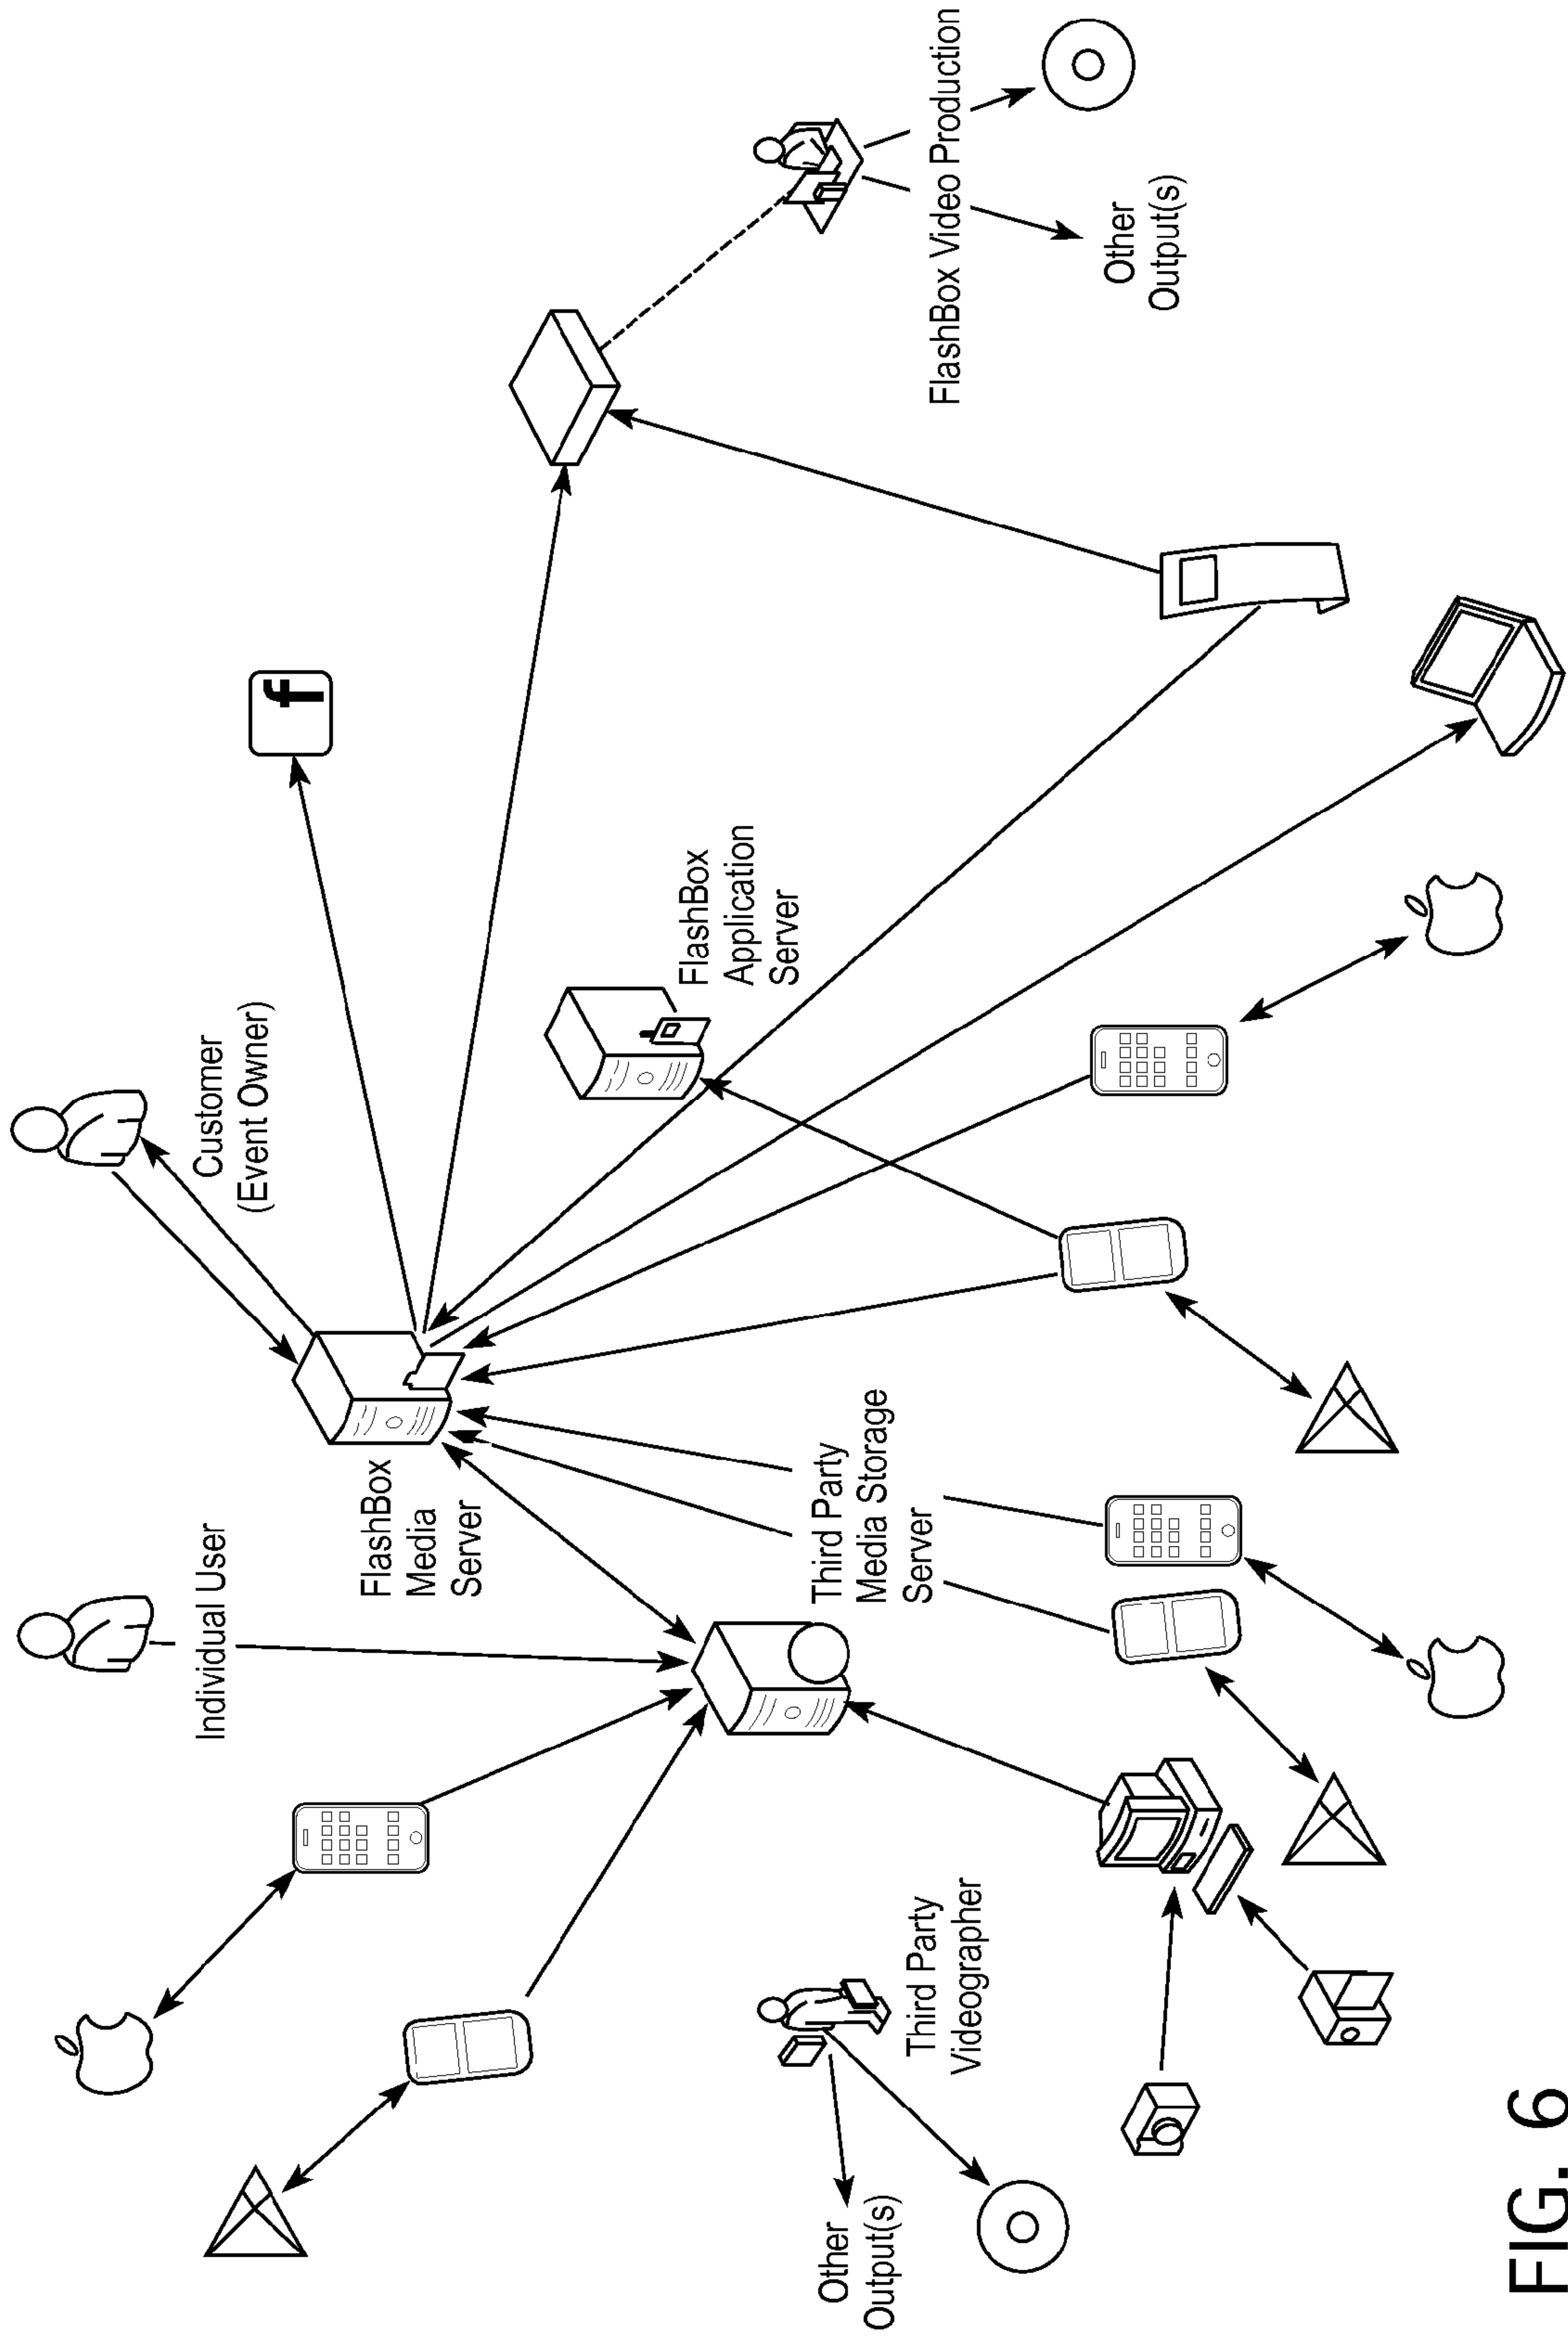 Individual User
Customer
(Event Owner)
f
FlashBox
Media
Server
FlashBox
Application
Server
Third Party
Media Storage
Server
Other
Output(s)
Third Party
Videographer
FlashBox Video Production
Other
Output(s)
FIG. 6